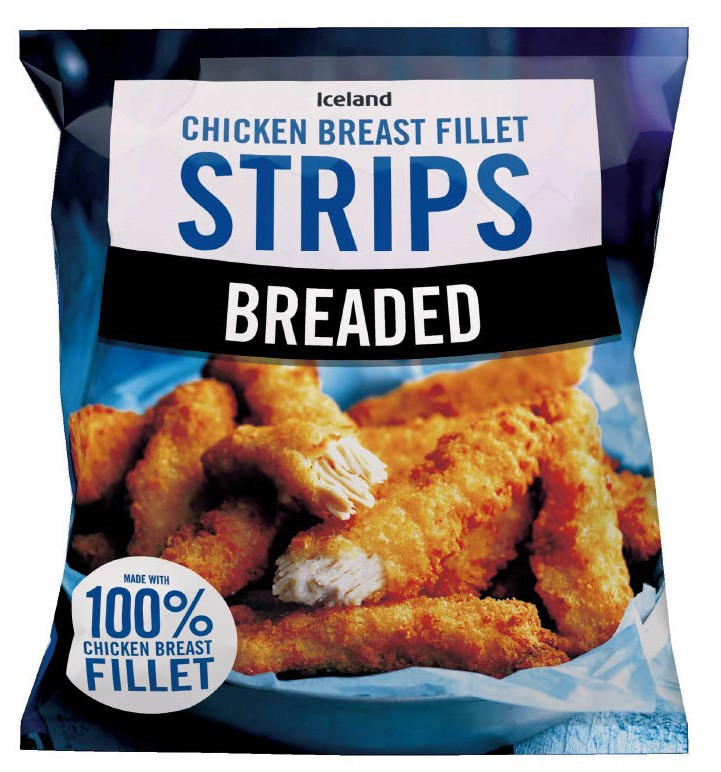 Iceland
CHICKEN BREAST FILLET
STRIPS
BREADED
MADE WITH
100%
CHICKEN BREAST
FILLET